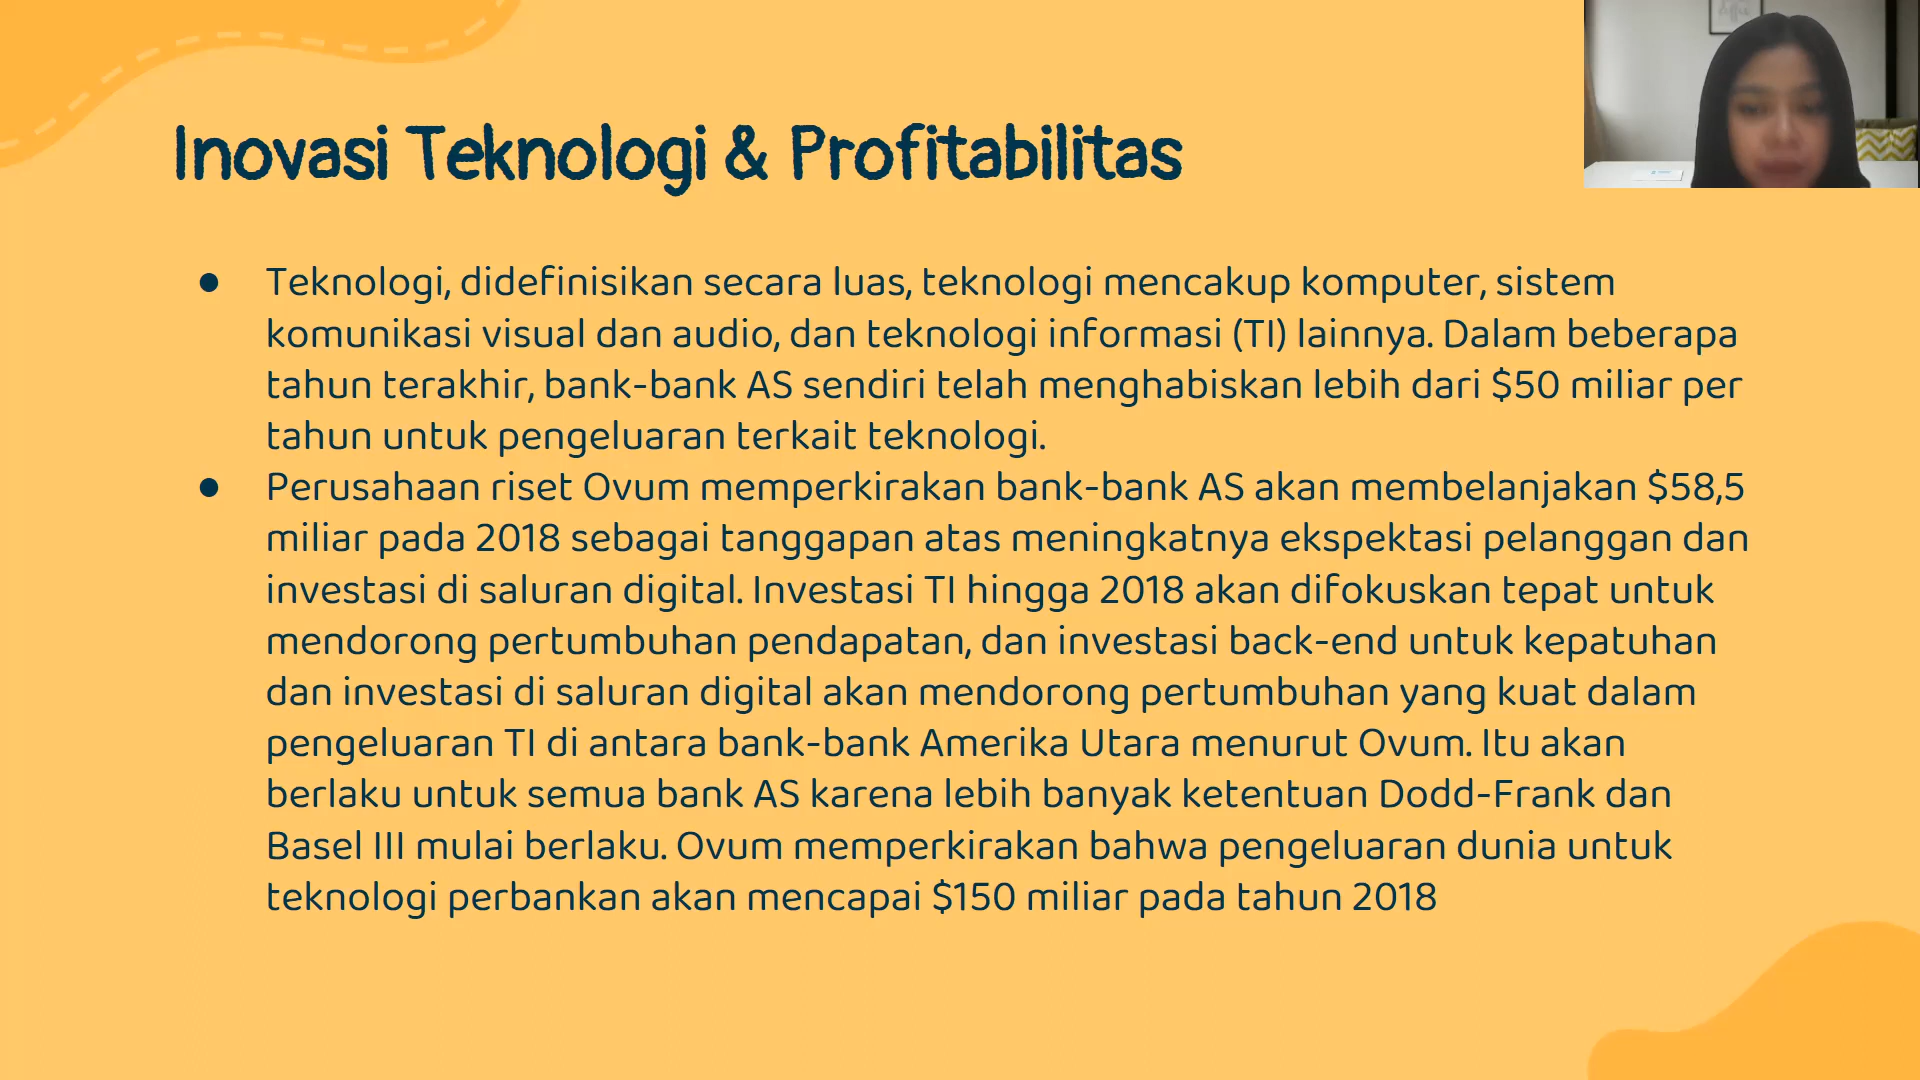 Inovasi Teknologi & Profitabilitas
● Teknologi, didefinisikan secara luas, teknologi mencakup komputer, sistem
komunikasi visual dan audio, dan teknologi informasi (TI) lainnya. Dalam beberapa
tahun terakhir, bank-bank AS sendiri telah menghabiskan lebih dari $50 miliar per
tahun untuk pengeluaran terkait teknologi.
● Perusahaan riset Ovum memperkirakan bank-bank AS akan membelanjakan $58,5
miliar pada 2018 sebagai tanggapan atas meningkatnya ekspektasi pelanggan dan
investasi di saluran digital. Investasi TI hingga 2018 akan difokuskan tepat untuk
mendorong pertumbuhan pendapatan, dan investasi back-end untuk kepatuhan
dan investasi di saluran digital akan mendorong pertumbuhan yang kuat dalam
pengeluaran TI di antara bank-bank Amerika Utara menurut Ovum. Itu akan
berlaku untuk semua bank AS karena lebih banyak ketentuan Dodd-Frank dan
Basel III mulai berlaku. Ovum memperkirakan bahwa pengeluaran dunia untuk
teknologi perbankan akan mencapai $150 miliar pada tahun 2018